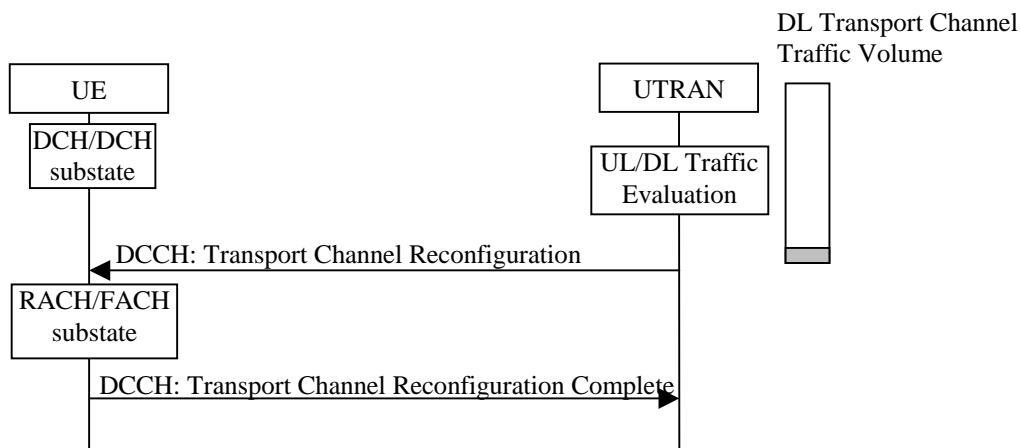 DL Transport Channel
Traffic Volume
UE
UTRAN
DCH/DCH
substate
UL/DL Traffic
Evaluation
DCCH: Transport Channel Reconfiguration
RACH/FACH
substate
DCCH: Transport Channel Reconfiguration Complete